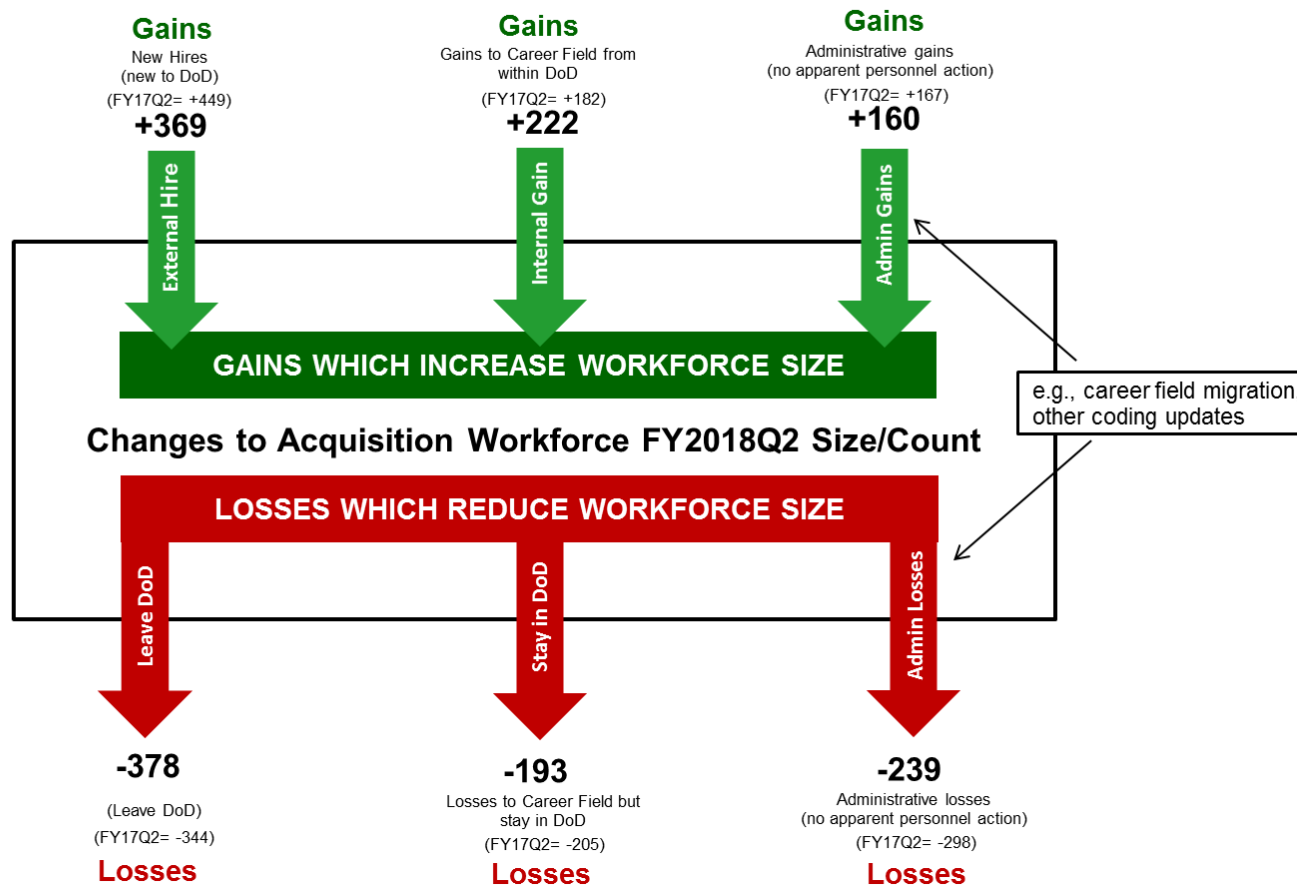 Gains
New Hires
(new to DoD)
(FY17Q2= +449)
+369
Gains
Gains to Career Field from
within DoD
(FY17Q2= +182)
+222
Gains
Administrative gains
(no apparent personnel action)
(FY17Q2= +167)
+160
External Hire
Internal Gain
Admin Gains
GAINS WHICH INCREASE WORKFORCE SIZE
e.g., career field migration,
other coding updates
Changes to Acquisition Workforce FY2018Q2 Size/Count
LOSSES WHICH REDUCE WORKFORCE SIZE
Leave DoD
Stay in DoD
Admin Losses
-378
(Leave DoD)
(FY17Q2= -344)
Losses
-193
Losses to Career Field but
stay in DoD
(FY17Q2= -205)
Losses
-239
Administrative losses
(no apparent personnel action)
(FY17Q2= -298)
Losses